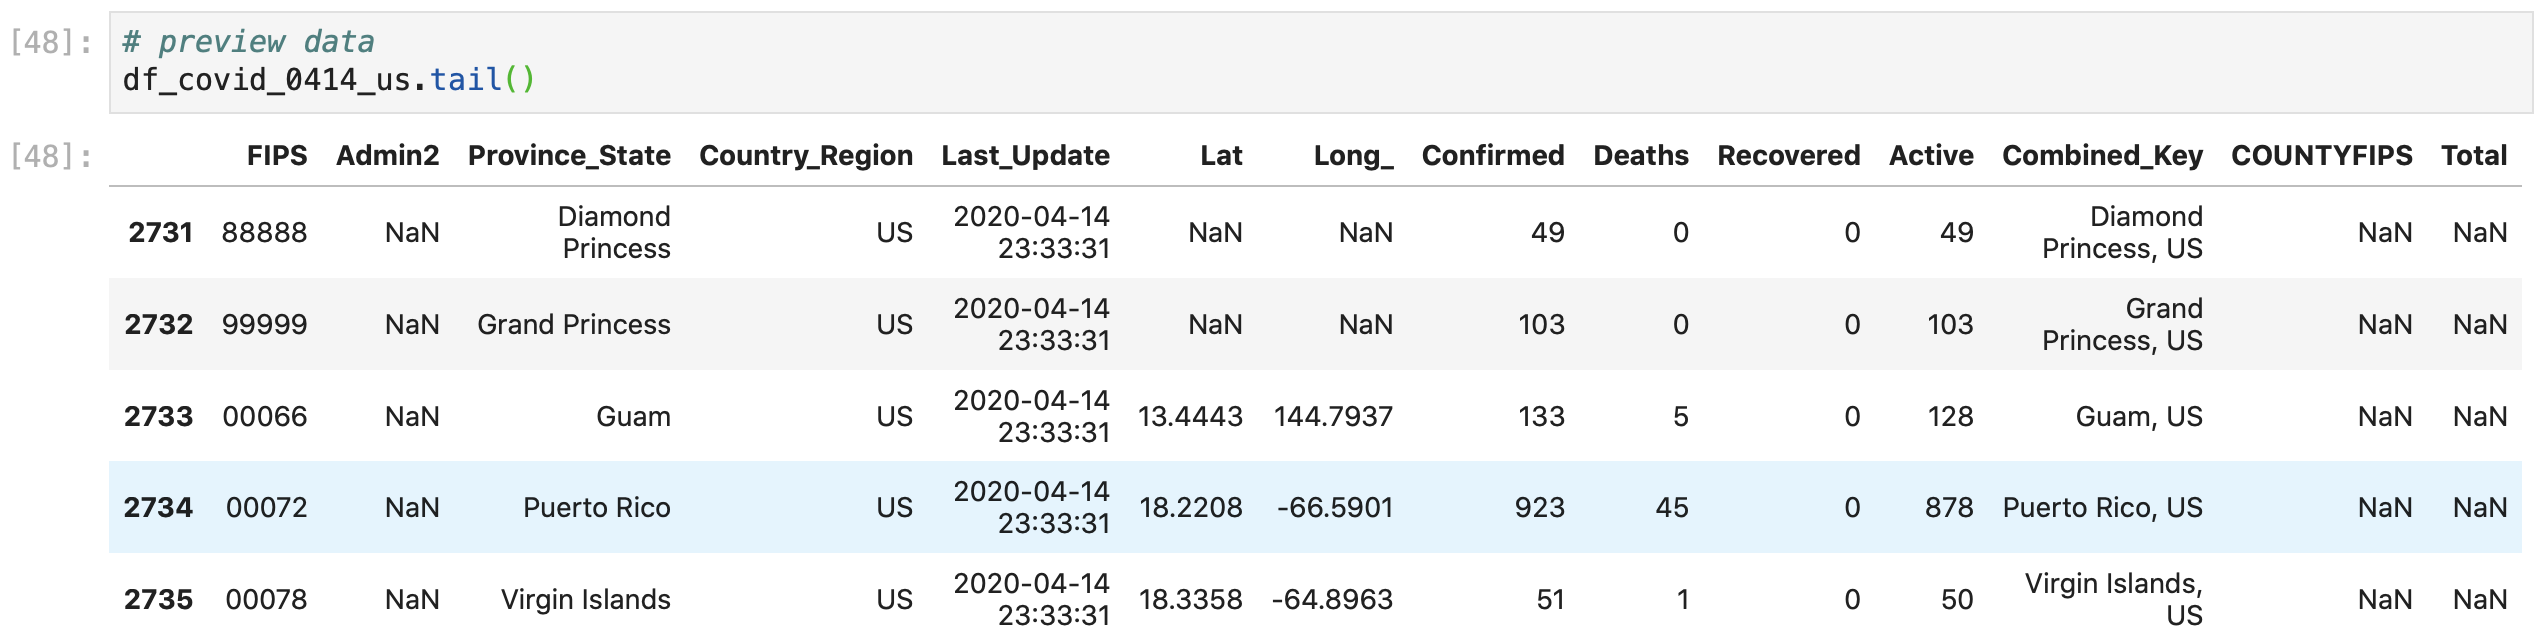 [48]: # preview data
df_covid_0414_us.tail()
[48]: FIPS Admin2 Province_State Country_Region Last_Update Lat Long_ Confirmed Deaths Recovered Active Combined_Key COUNTYFIPS Total
2731 88888 NaN Diamond Princess US 2020-04-14 23:33:31 NaN NaN 49 0 0 49 Diamond Princess, US NaN NaN
2732 99999 NaN Grand Princess US 2020-04-14 23:33:31 NaN NaN 103 0 0 103 Grand Princess, US NaN NaN
2733 00066 NaN Guam US 2020-04-14 23:33:31 13.4443 144.7937 133 5 0 128 Guam, US NaN NaN
2734 00072 NaN Puerto Rico US 2020-04-14 23:33:31 18.2208 -66.5901 923 45 0 878 Puerto Rico, US NaN NaN
2735 00078 NaN Virgin Islands US 2020-04-14 23:33:31 18.3358 -64.8963 51 1 0 50 Virgin Islands, US NaN NaN